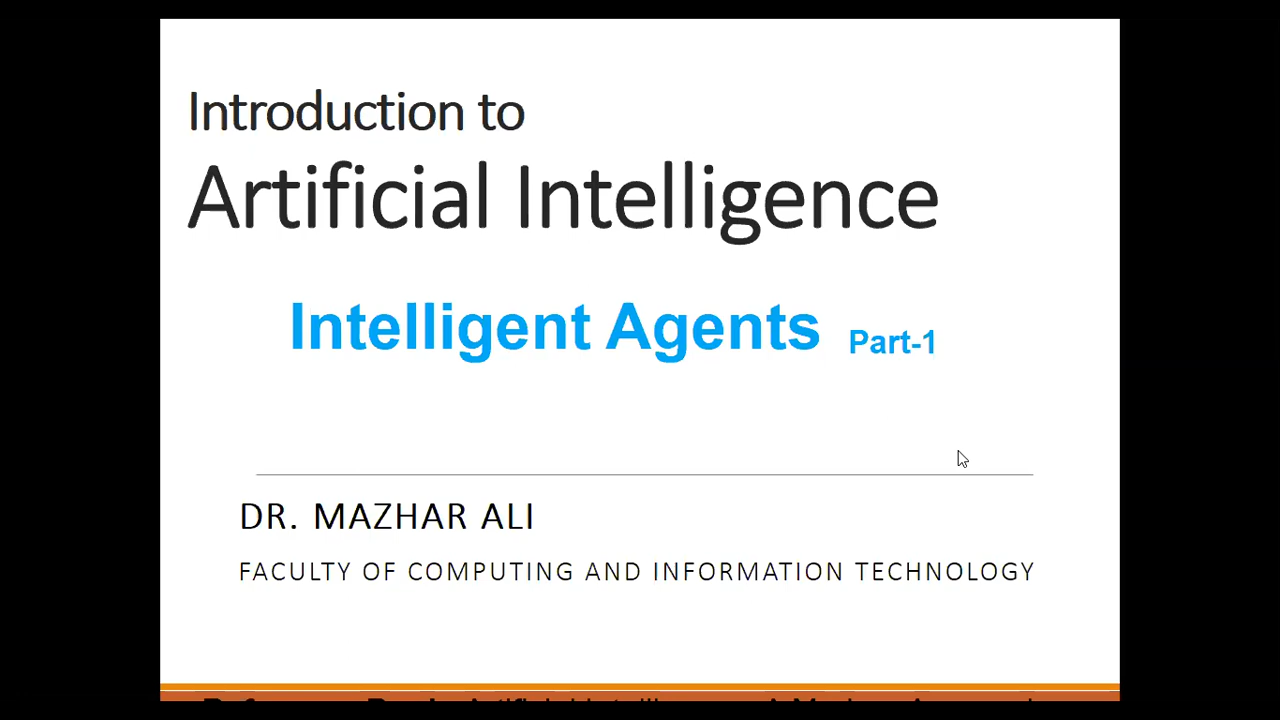 Introduction to
Artificial Intelligence
Intelligent Agents Part-1
DR. MAZHAR ALI
FACULTY OF COMPUTING AND INFORMATION TECHNOLOGY